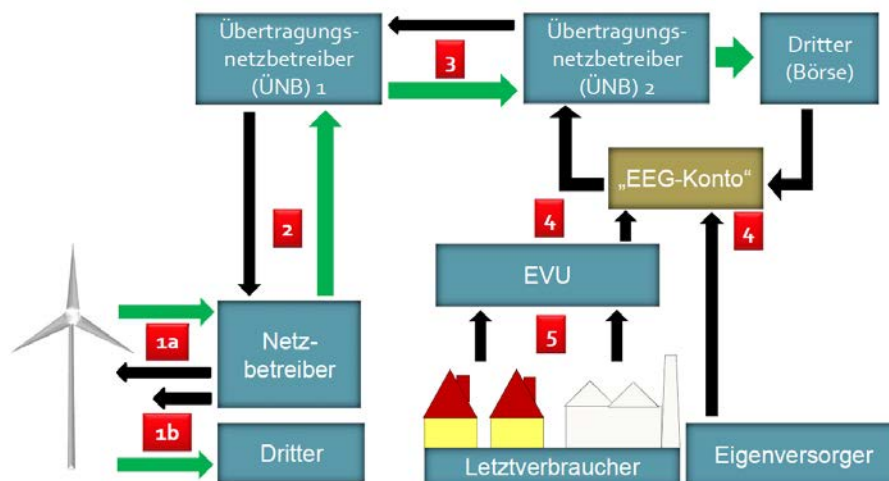 Übertragungs-
netzbetreiber
(ÜNB) 1
3
Übertragungs-
netzbetreiber
(ÜNB) 2
Dritter
(Börse)
„EEG-Konto“
2
4
4
EVU
1a
Netz-
betreiber
5
1b
Dritter
Letztverbraucher
Eigenversorger